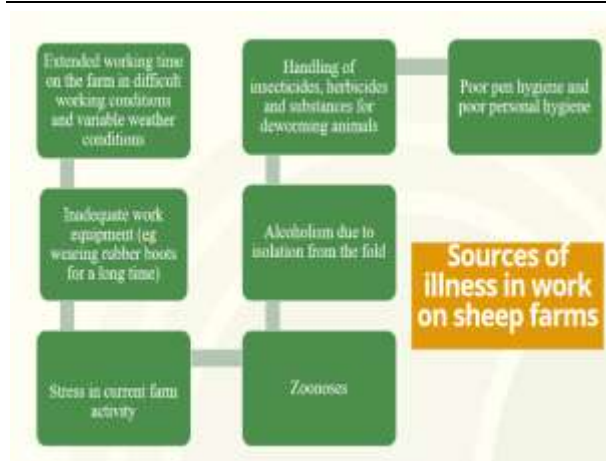 Extended working time
on the farm in difficult
working conditions
and variable weather
conditions
Inadequate work
equipment (eg
wearing rubber boots
for a long time)
Stress in current farm
activity
Zoonoses
Alcoholism due to
isolation from the fold
Handling of
insecticides, herbicides
and substances for
deworming animals
Poor pen hygiene and
poor personal hygiene
Sources of
illness in work
on sheep farms